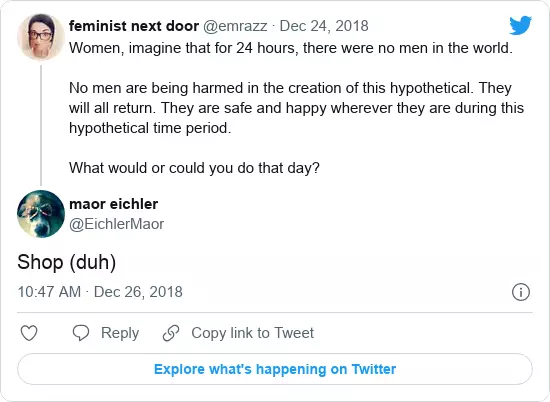 feminist next door @emrazz · Dec 24, 2018
Women, imagine that for 24 hours, there were no men in the world.
No men are being harmed in the creation of this hypothetical. They
will all return. They are safe and happy wherever they are during this
hypothetical time period.
What would or could you do that day?
maor eichler
@EichlerMaor
Shop (duh)
10:47 AM · Dec 26, 2018
Reply
Copy link to Tweet
Explore what's happening on Twitter